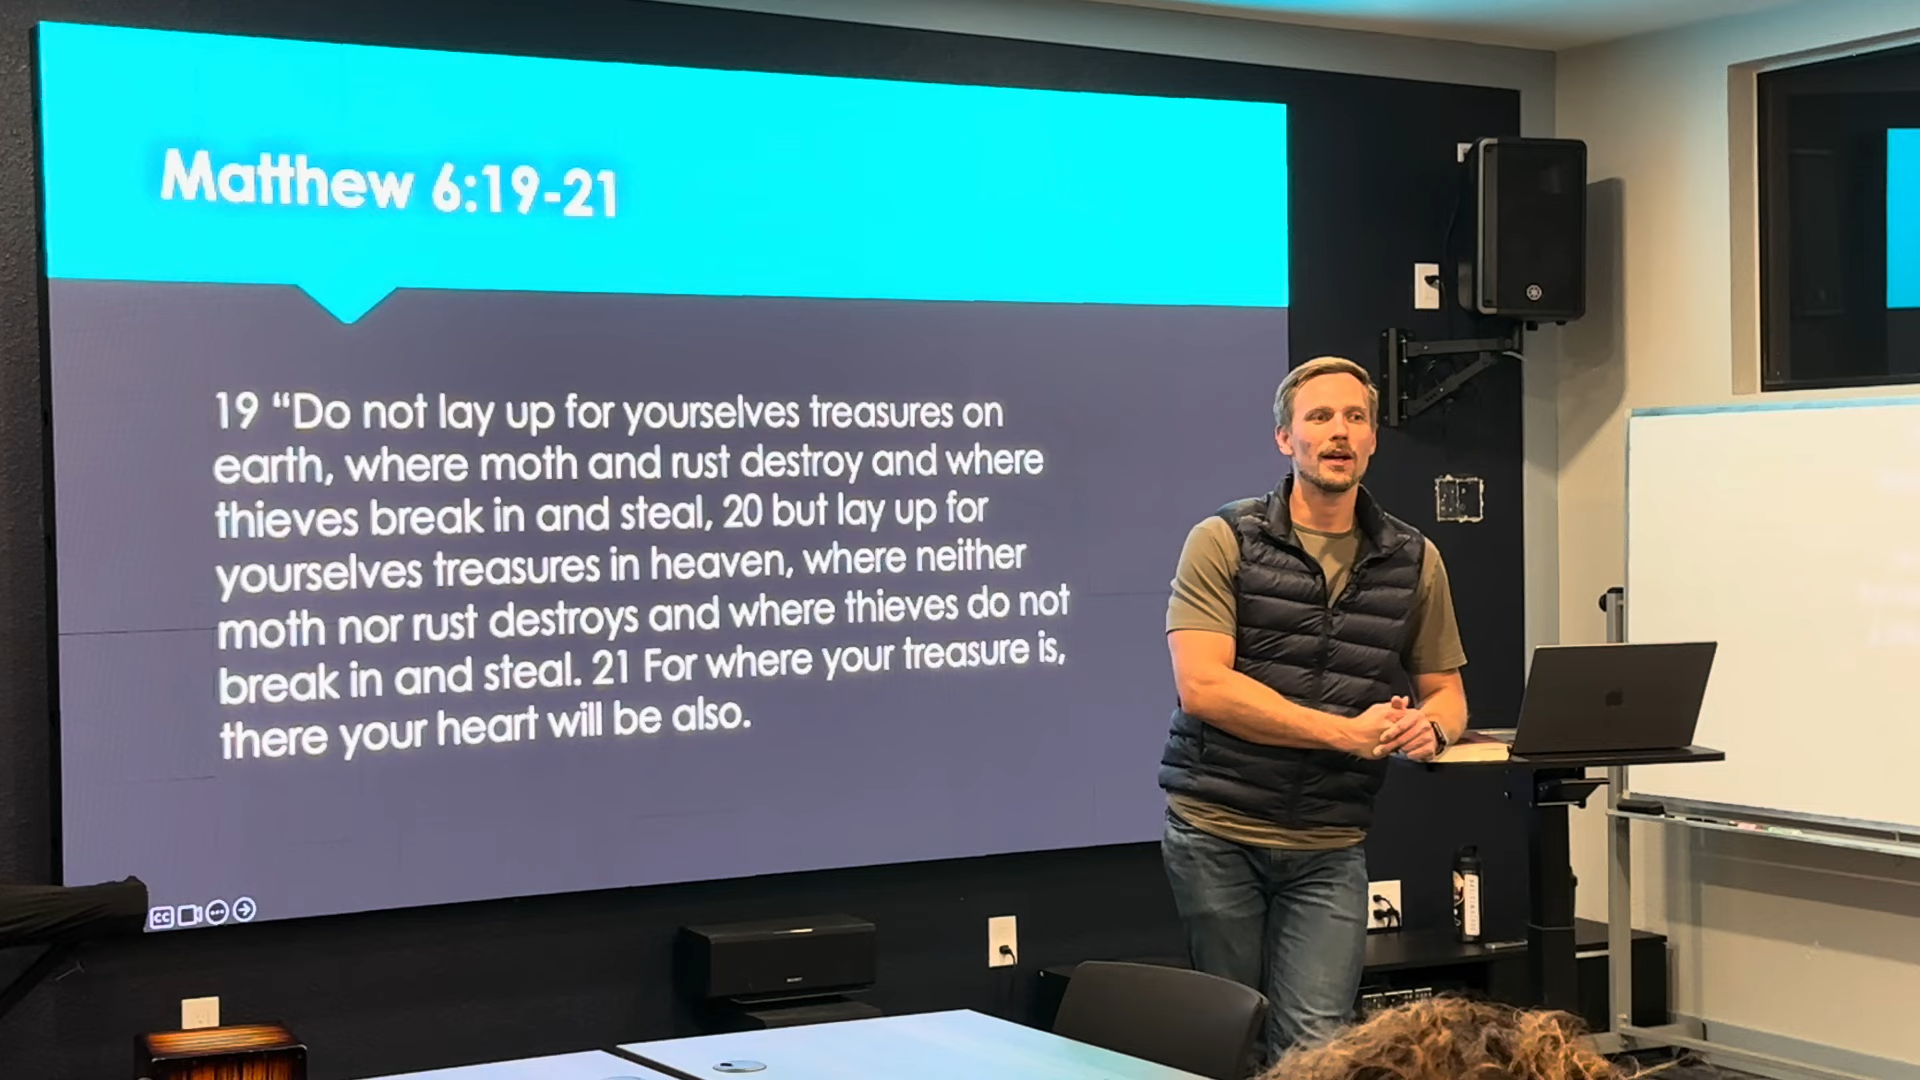 Matthew 6:19-21
19 “Do not lay up for yourselves treasures on
earth, where moth and rust destroy and where
thieves break in and steal, 20 but lay up for
yourselves treasures in heaven, where neither
moth nor rust destroys and where thieves do not
break in and steal. 21 For where your treasure is,
there your heart will be also.
CC
SONY